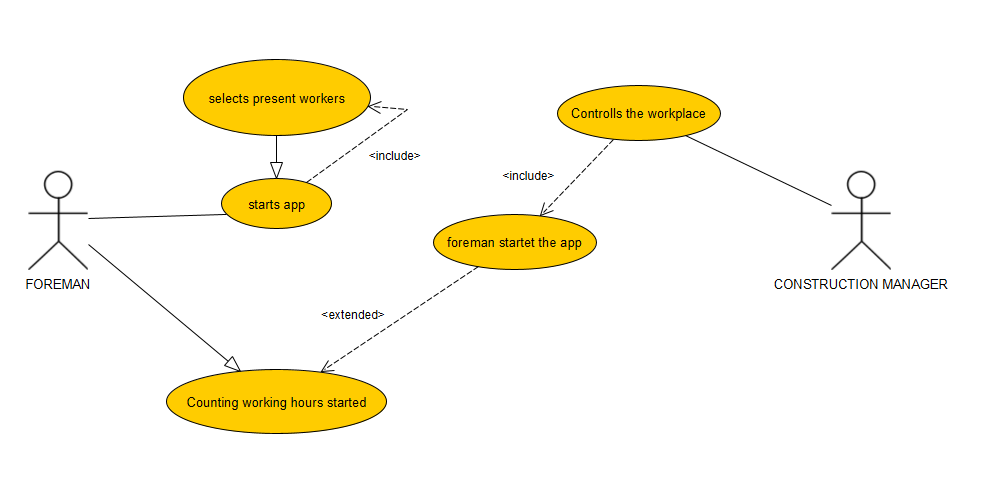 selects present workers
Controlls the workplace
<include>
<include>
starts app
foreman startet the app
FOREMAN
CONSTRUCTION MANAGER
<extended>
Counting working hours started